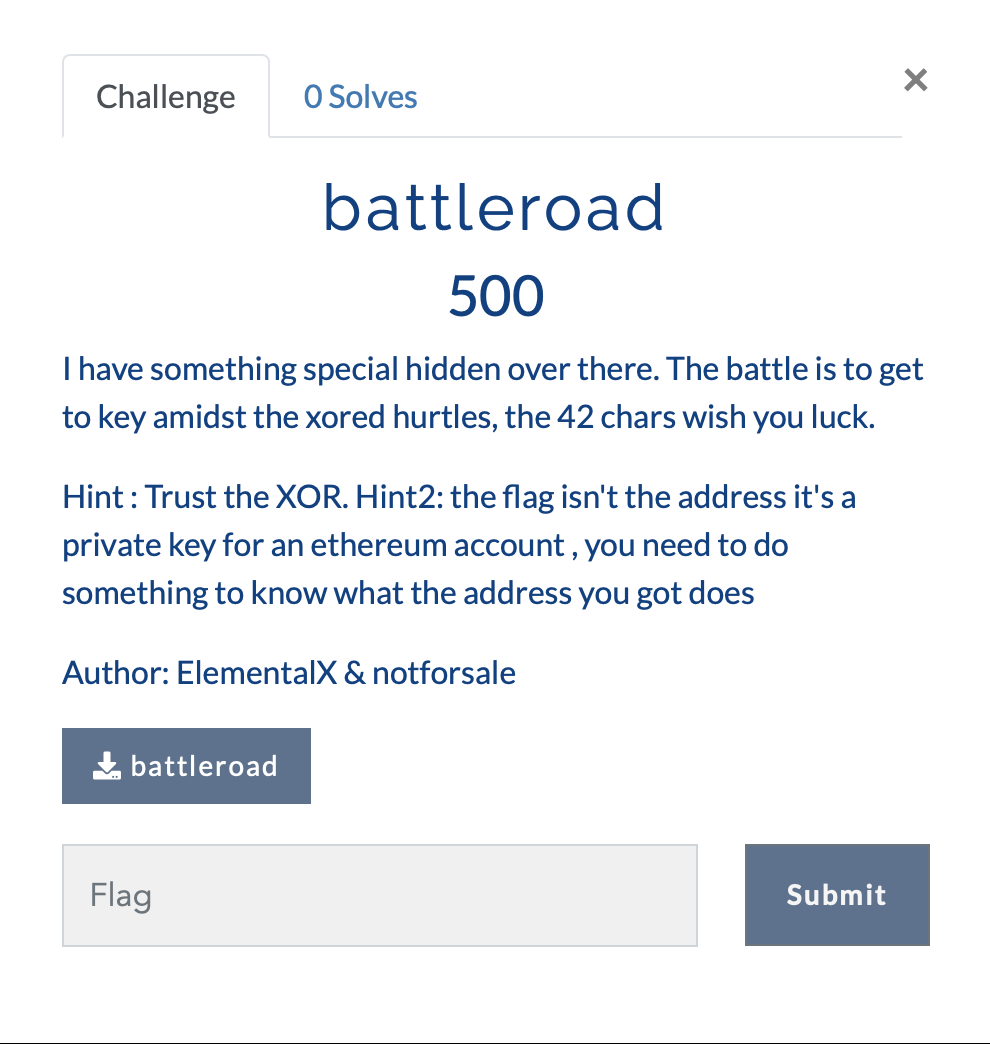 Challenge
0 Solves
×
battleroad
500
I have something special hidden over there. The battle is to get
to key amidst the xored hurtles, the 42 chars wish you luck.
Hint : Trust the XOR. Hint2: the flag isn't the address it's a
private key for an ethereum account , you need to do
something to know what the address you got does
Author: ElementalX & notforsale
battleroad
Flag
Submit